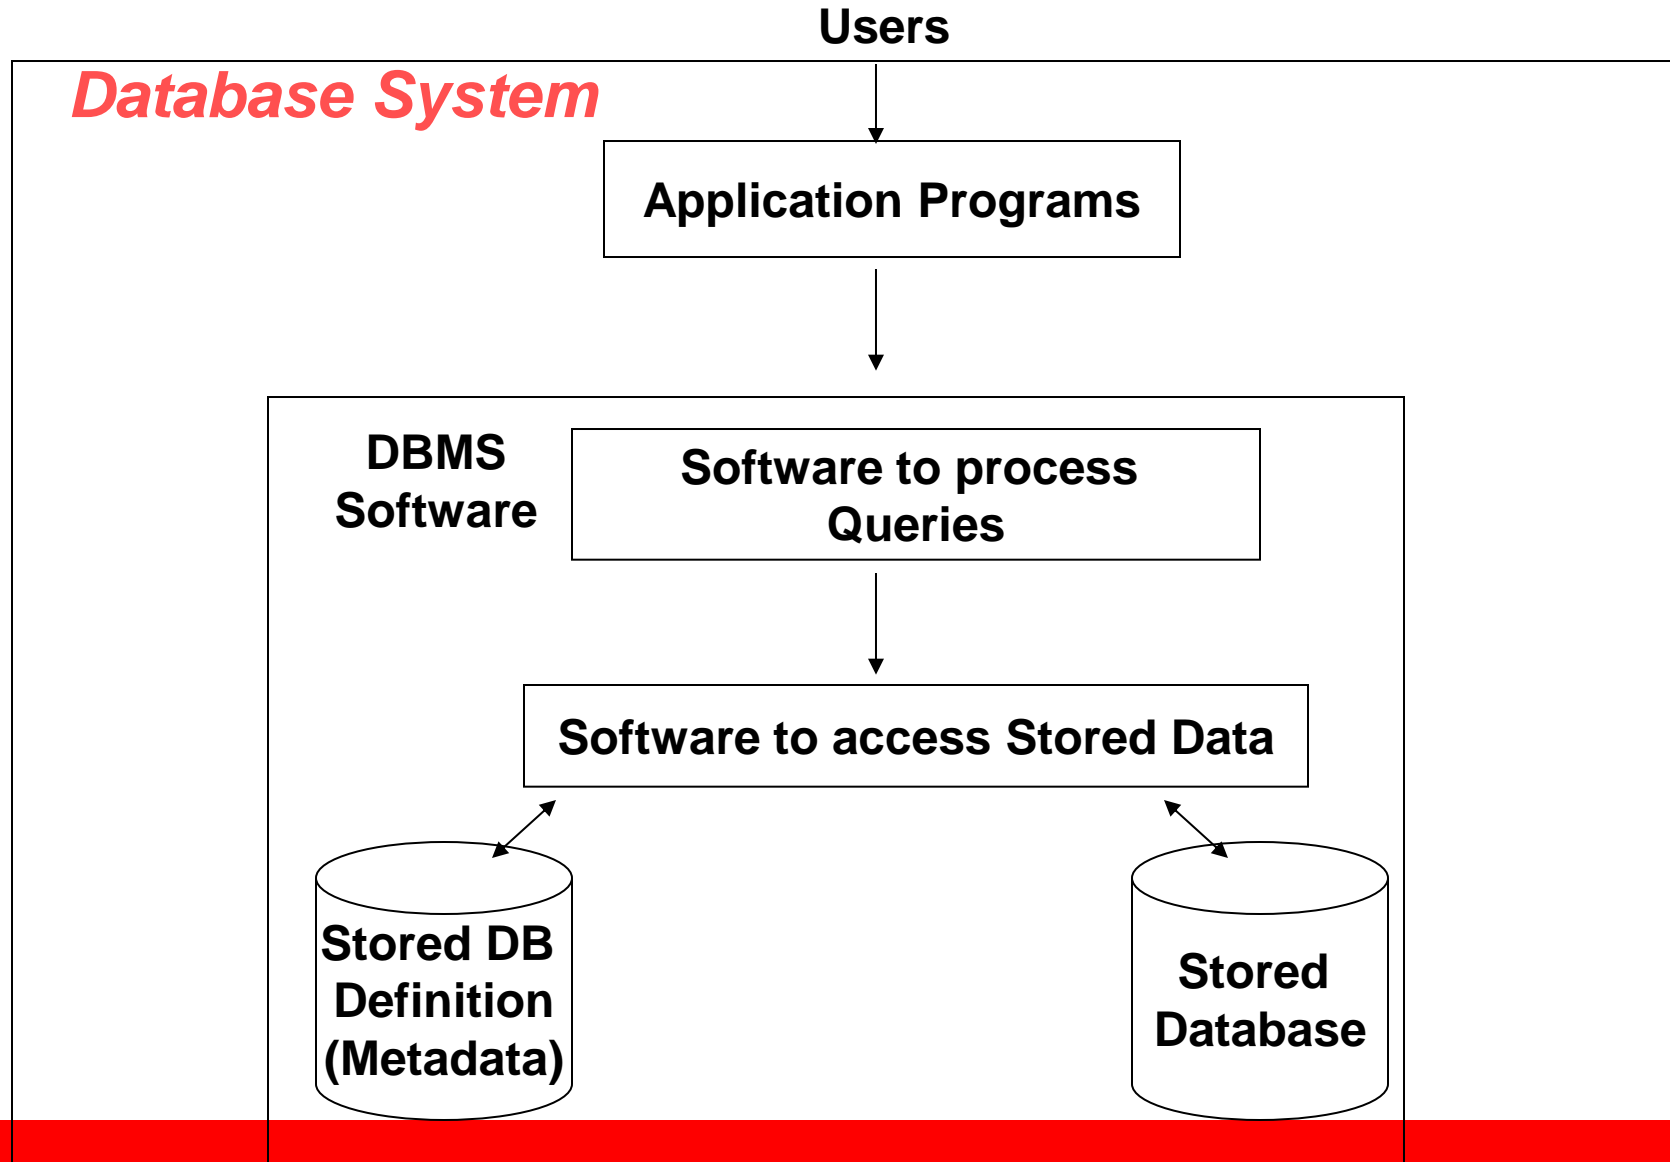 Users
Database System
Application Programs
DBMS
Software
Software to process
Queries
Software to access Stored Data
Stored DB
Definition
(Metadata)
Stored
Database